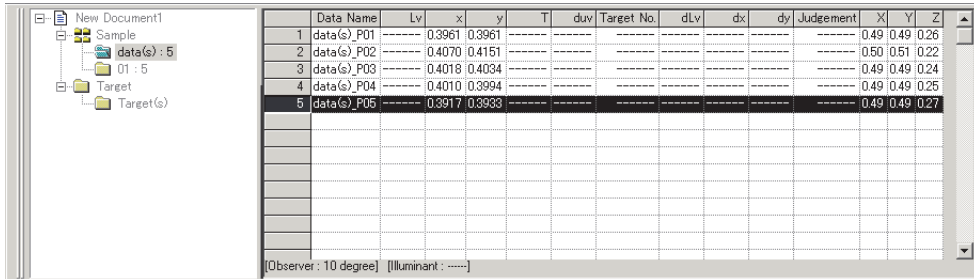 New Document1
Sample
data(s) : 5
01 : 5
Target
Target(s)
Data Name Lv x y T duv Target No. dLv dx dy Judgement X Y Z
1 data(s)_P01 ------ 0.3961 0.3961 ------ ------ ------ ------ ------ ------ ------ 0.49 0.49 0.26
2 data(s)_P02 ------ 0.4070 0.4151 ------ ------ ------ ------ ------ ------ ------ 0.50 0.51 0.22
3 data(s)_P03 ------ 0.4018 0.4034 ------ ------ ------ ------ ------ ------ ------ 0.49 0.49 0.24
4 data(s)_P04 ------ 0.4010 0.3994 ------ ------ ------ ------ ------ ------ ------ 0.49 0.49 0.25
5 data(s)_P05 ------ 0.3917 0.3933 ------ ------ ------ ------ ------ ------ ------ 0.49 0.49 0.27
[Observer : 10 degree] [Illuminant : ------]